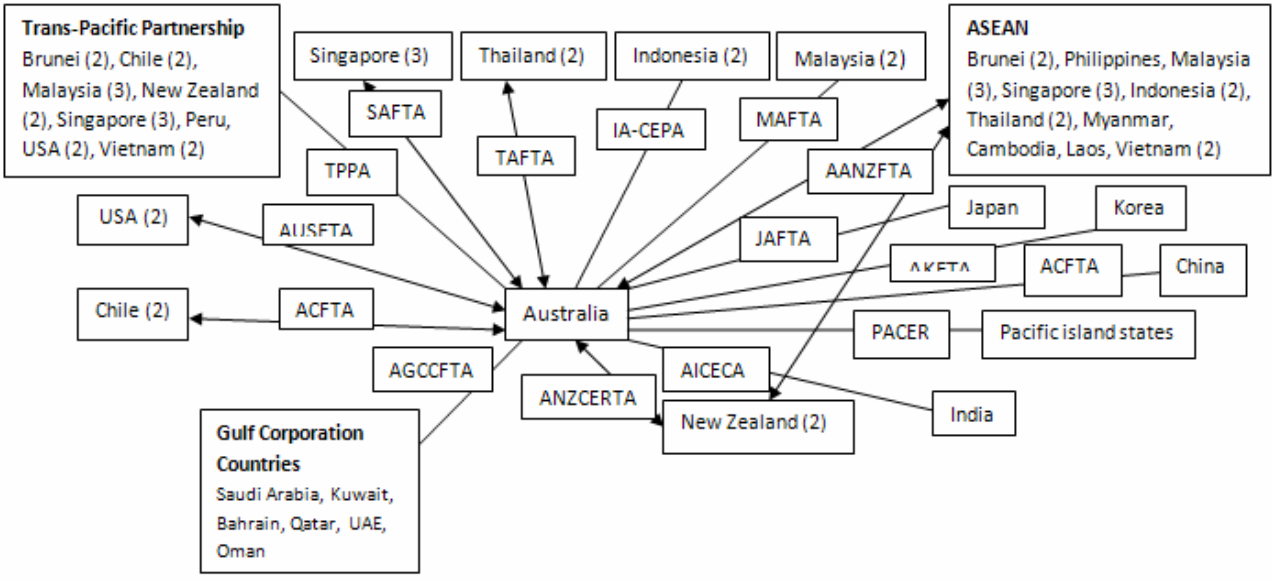 Trans-Pacific Partnership
Brunei (2), Chile (2),
Malaysia (3), New Zealand
(2), Singapore (3), Peru,
USA (2), Vietnam (2)
Singapore (3)
Thailand (2)
Indonesia (2)
Malaysia (2)
ASEAN
Brunei (2), Philippines, Malaysia
(3), Singapore (3), Indonesia (2),
Thailand (2), Myanmar,
Cambodia, Laos, Vietnam (2)
SAFTA
TAFTA
IA-CEPA
MAFTA
TPPA
AANZFTA
USA (2)
AUSFTA
JAFTA
Japan
Korea
AKFTA
ACFTA
China
Chile (2)
ACFTA
Australia
PACER
Pacific island states
AGCCFTA
ANZCERTA
AICECA
New Zealand (2)
India
Gulf Corporation
Countries
Saudi Arabia, Kuwait,
Bahrain, Qatar, UAE,
Oman